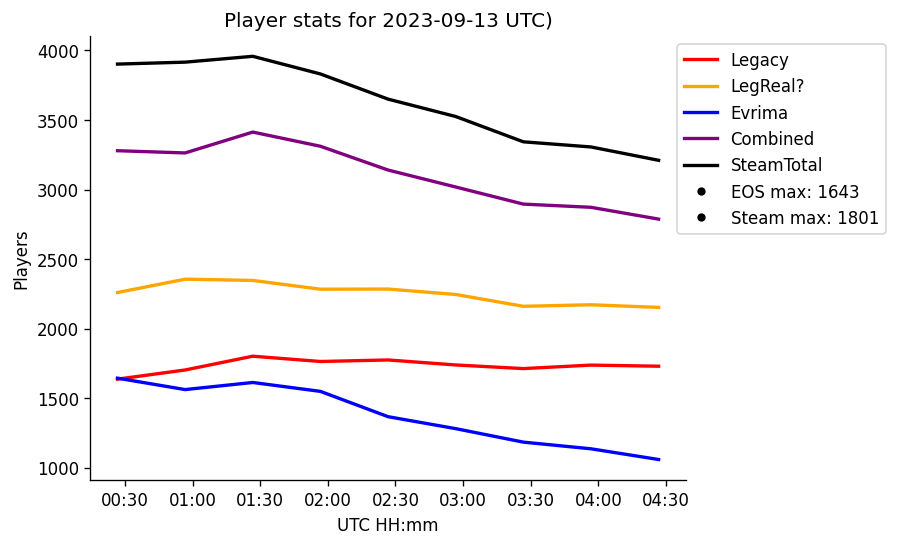 Player stats for 2023-09-13 UTC)
4000
3500
3000
2500
2000
1500
1000
Players
00:30 01:00 01:30 02:00 02:30 03:00 03:30 04:00 04:30
UTC HH:mm
Legacy
LegReal?
Evrima
Combined
SteamTotal
EOS max: 1643
Steam max: 1801